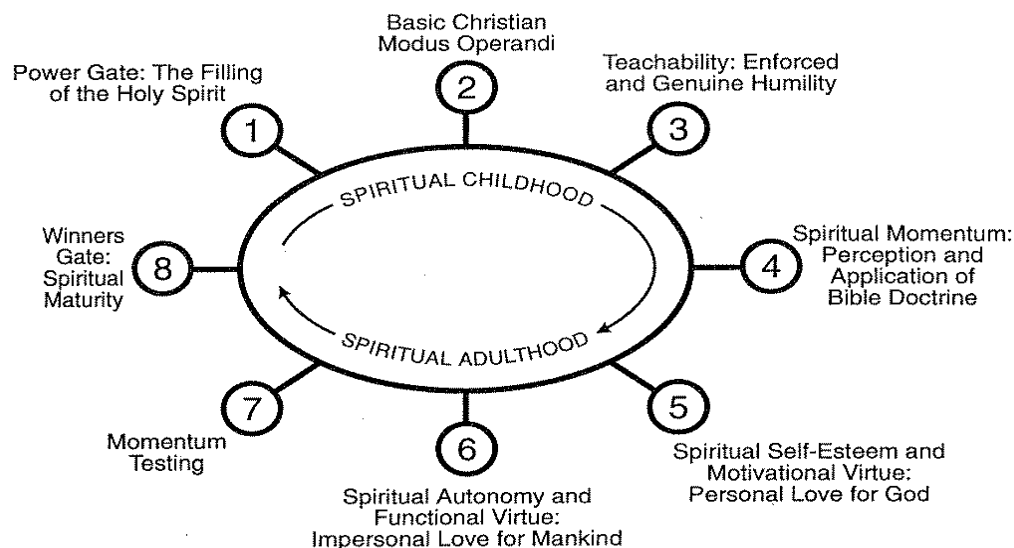 Power Gate: The Filling
of the Holy Spirit
1
Basic Christian
Modus Operandi
2
Teachability: Enforced
and Genuine Humility
3
Spiritual Momentum:
Perception and
Application of
Bible Doctrine
4
Spiritual Self-Esteem and
Motivational Virtue:
Personal Love for God
5
Spiritual Autonomy and
Functional Virtue:
Impersonal Love for Mankind
6
Momentum
Testing
7
Winners
Gate:
Spiritual
Maturity
8
SPIRITUAL CHILDHOOD
SPIRITUAL ADULTHOOD